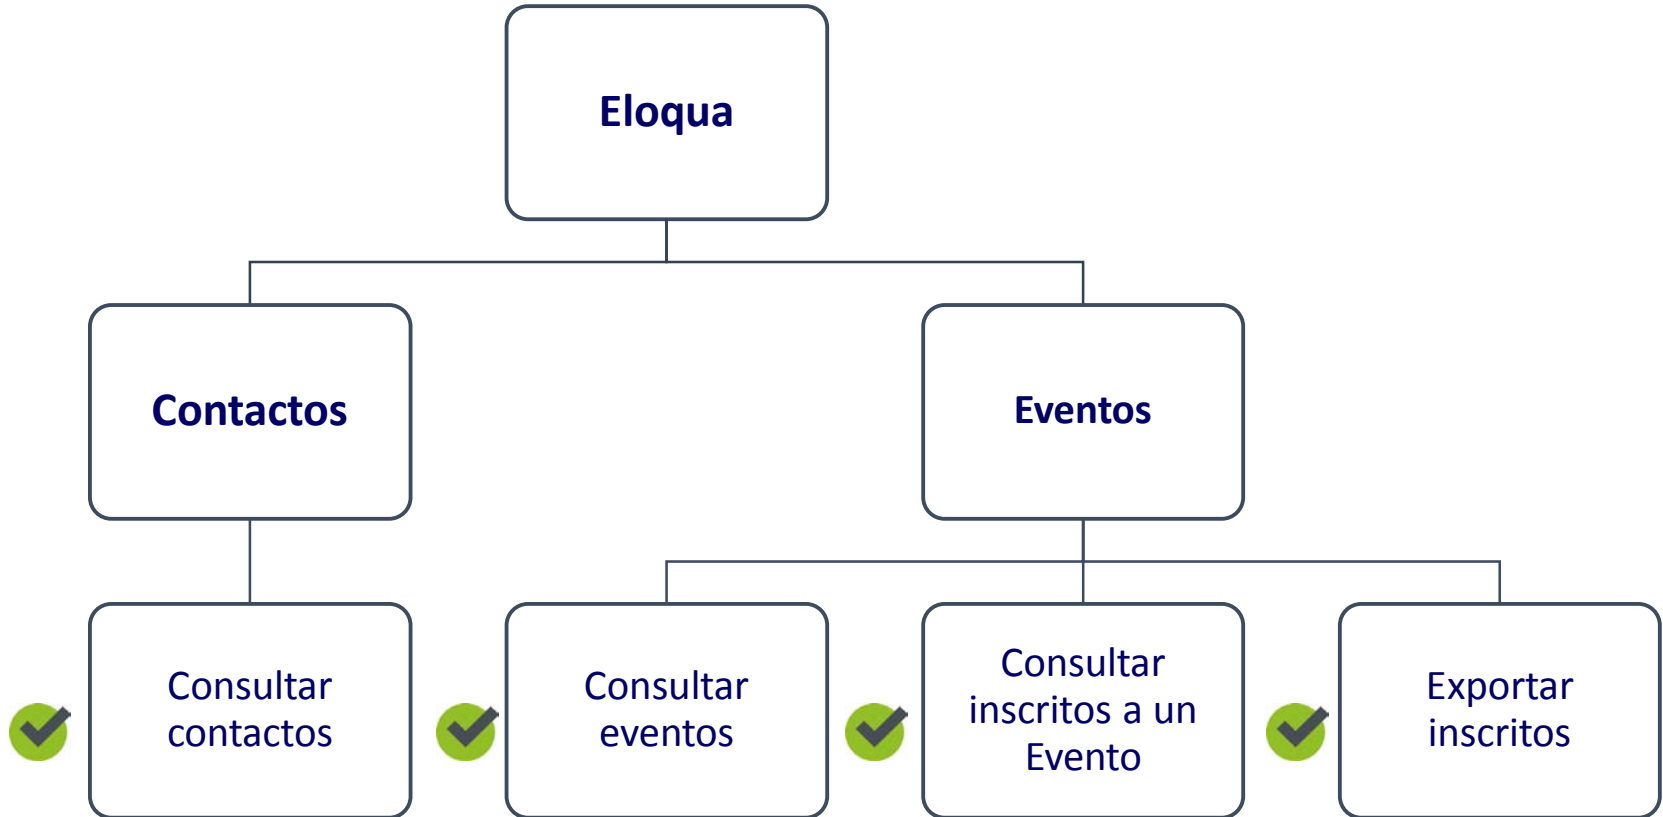 Eloqua
Contactos
Eventos
Consultar
contactos
Consultar
eventos
Consultar
inscritos a un
Evento
Exportar
inscritos